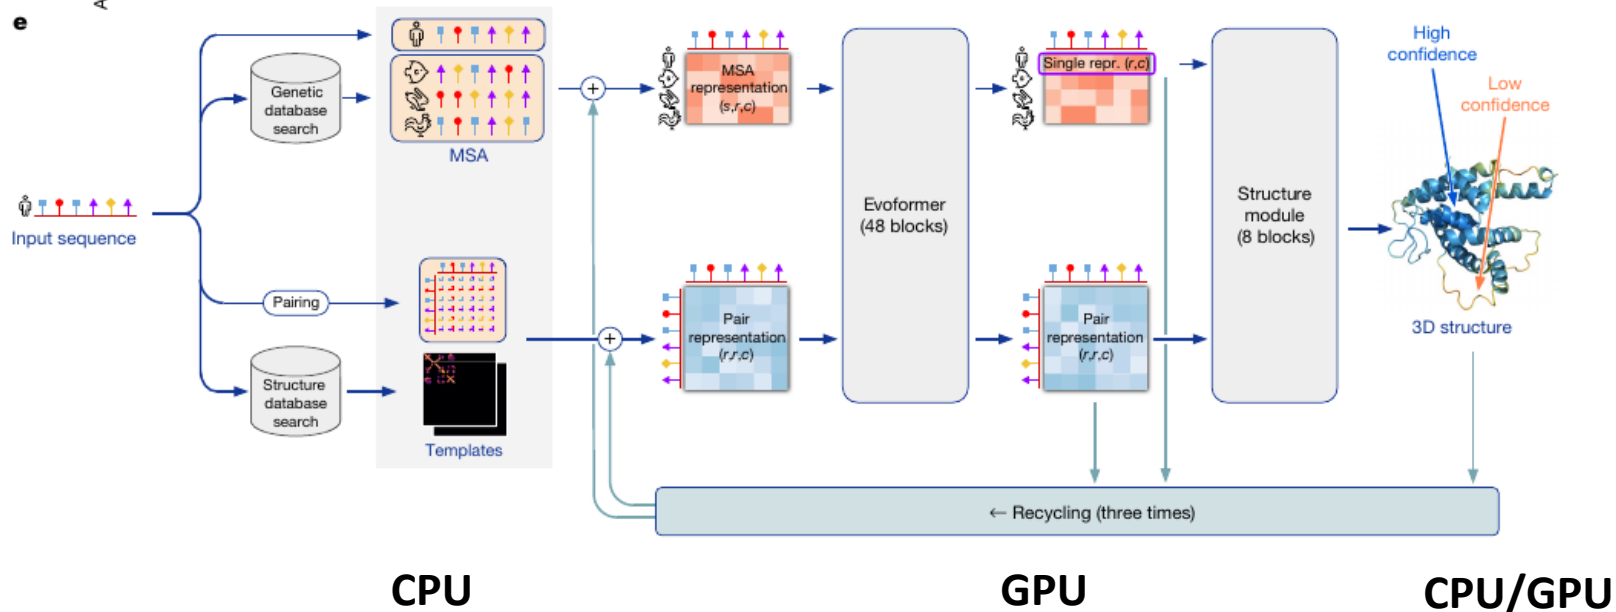 e
A
Input sequence
Genetic
database
search
MSA
Pairing
Structure
database
search
Templates
+
MSA
representation
(s,r,c)
+
Pair
representation
(r,r,c)
Evoformer
(48 blocks)
Single repr. (r,c)
Pair
representation
(r,r,c)
Structure
module
(8 blocks)
High
confidence
Low
confidence
3D structure
← Recycling (three times)
CPU
GPU
CPU/GPU